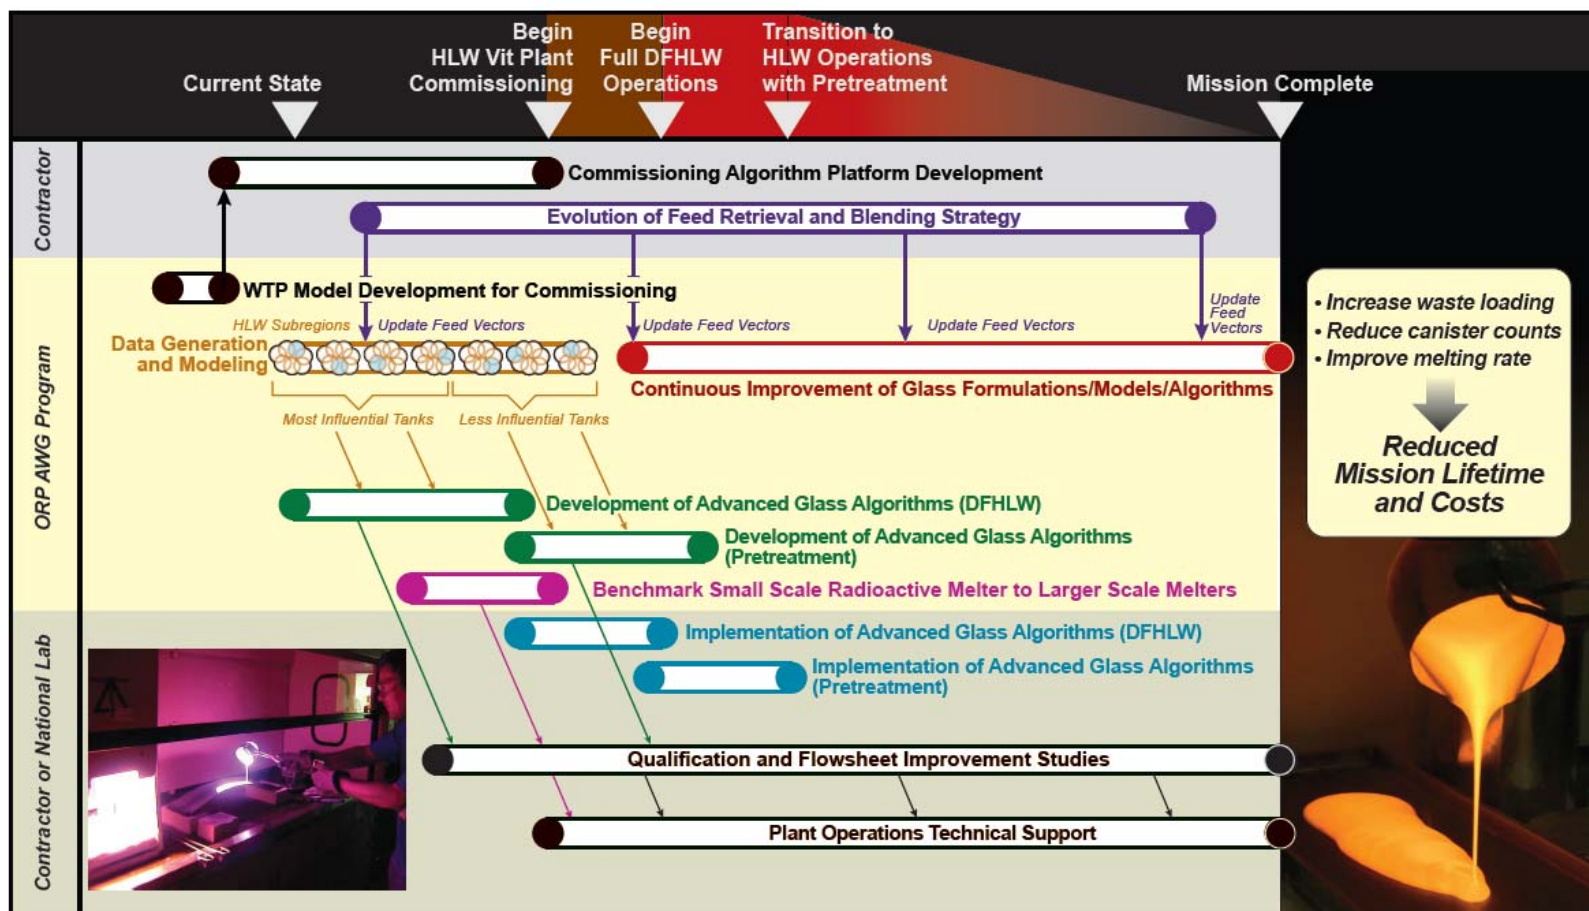 Current State
Begin
HLW Vit Plant
Commissioning
Begin
Full DFHLW
Operations
Transition to
HLW Operations
with Pretreatment
Mission Complete
Contractor
Commissioning Algorithm Platform Development
Evolution of Feed Retrieval and Blending Strategy
ORP AWG Program
WTP Model Development for Commissioning
HLW Subregions
Update Feed Vectors
Update Feed Vectors
Update Feed Vectors
Update
Feed
Vectors
Data Generation
and Modeling
Continuous Improvement of Glass Formulations/Models/Algorithms
Most Influential Tanks
Less Influential Tanks
Development of Advanced Glass Algorithms (DFHLW)
Development of Advanced Glass Algorithms
(Pretreatment)
Benchmark Small Scale Radioactive Melter to Larger Scale Melters
Contractor or National Lab
Implementation of Advanced Glass Algorithms (DFHLW)
Implementation of Advanced Glass Algorithms
(Pretreatment)
Qualification and Flowsheet Improvement Studies
Plant Operations Technical Support
• Increase waste loading
• Reduce canister counts
• Improve melting rate
Reduced
Mission Lifetime
and Costs